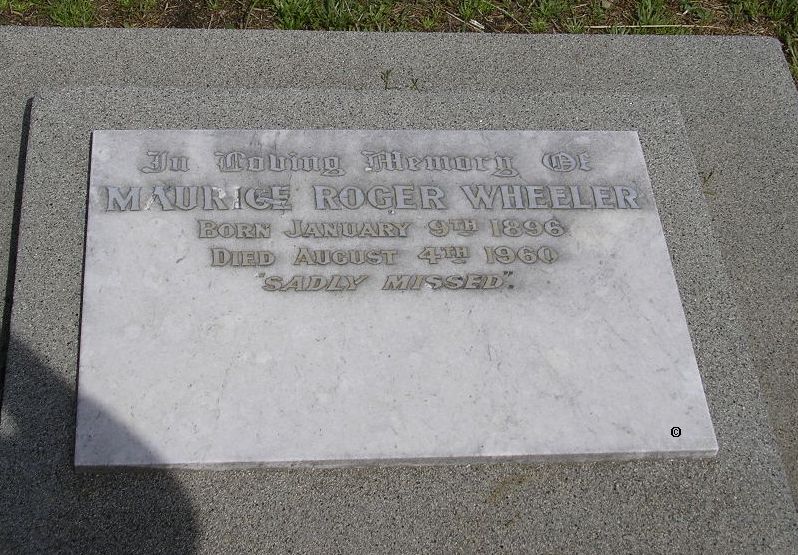 In Loving Memory Of
MAURICE ROGER WHEELER
BORN JANUARY 9TH 1896.
DIED AUGUST 4TH 1960
"SADLY MISSED".
©